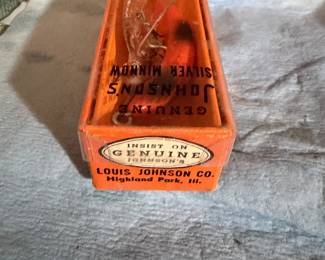 GENUINE
JOHNSON'S
SILVER MINNOW
INSIST ON
GENUINE
JOHNSON'S
LOUIS JOHNSON CO.
Highland Park, Ill.